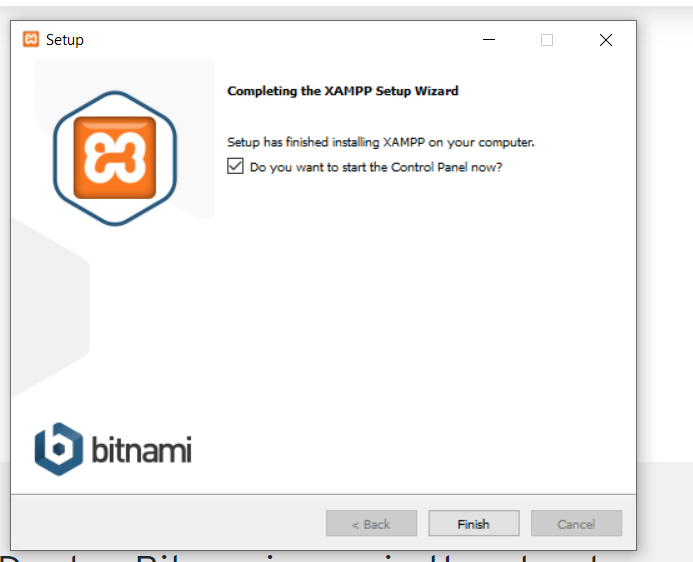 Setup
Completing the XAMPP Setup Wizard
Setup has finished installing XAMPP on your computer.
Do you want to start the Control Panel now?
bitnami
< Back
Finish
Cancel